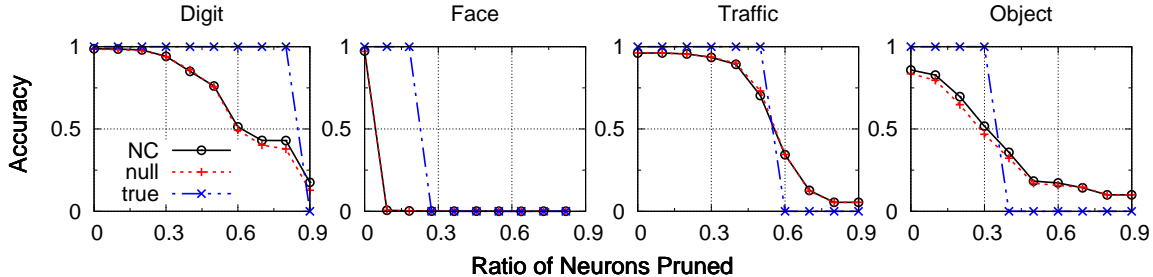 Digit Face Traffic Object
Accuracy
1 1 1 1
0.5 0.5 0.5 0.5
NC
null
true
0 0 0 0
0 0.3 0.6 0.9 0 0.3 0.6 0.9 0 0.3 0.6 0.9 0 0.3 0.6 0.9
Ratio of Neurons Pruned